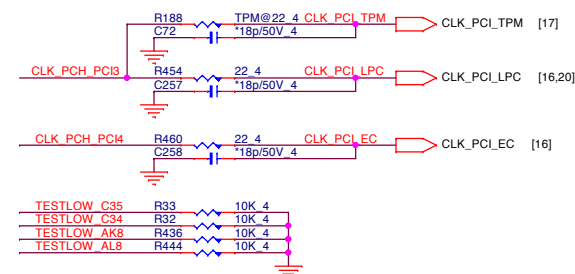 R188 TPM@22_4 CLK_PCI_TPM CLK_PCI_TPM [17]
C72 *18p/50V_4
CLK_PCH_PCI3 R454 22_4 CLK_PCI_LPC CLK_PCI_LPC [16,20]
C257 *18p/50V_4
CLK_PCH_PCI4 R460 22_4 CLK_PCI_EC CLK_PCI_EC [16]
C258 *18p/50V_4
TESTLOW_C35 R33 10K_4
TESTLOW_C34 R32 10K_4
TESTLOW_AK8 R436 10K_4
TESTLOW_AL8 R444 10K_4